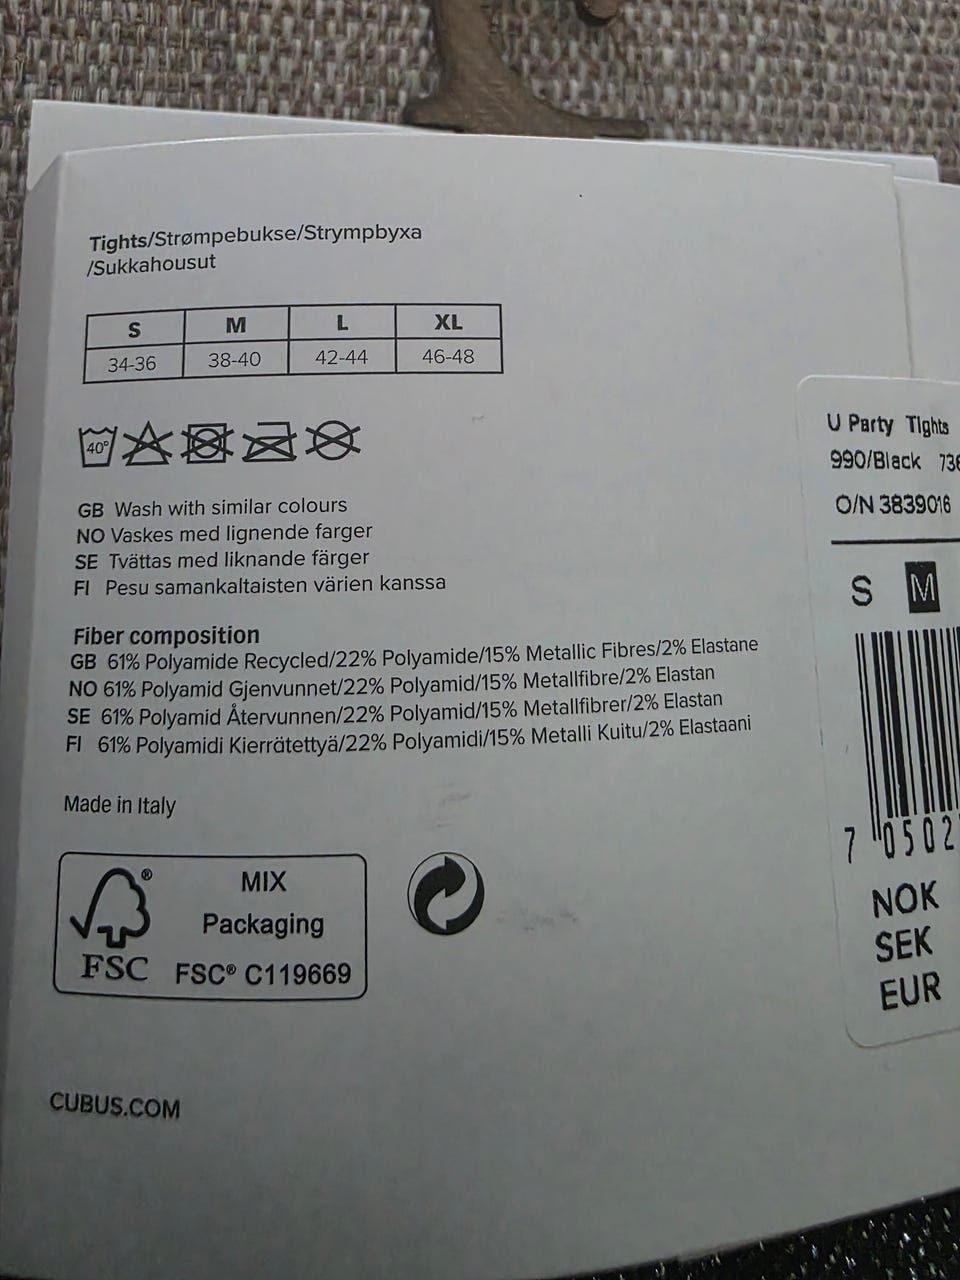 Tights/Strømpebukse/Strympbyxa
/Sukkahousut
S M L XL
34-36 38-40 42-44 46-48
40°
GB Wash with similar colours
NO Vaskes med lignende farger
SE Tvättas med liknande färger
FI Pesu samankaltaisten värien kanssa
Fiber composition
GB 61% Polyamide Recycled/22% Polyamide/15% Metallic Fibres/2% Elastane
NO 61% Polyamid Gjenvunnet/22% Polyamid/15% Metallfibre/2% Elastan
SE 61% Polyamid Återvunnen/22% Polyamid/15% Metallfibrer/2% Elastan
FI 61% Polyamidi Kierrätettyä/22% Polyamidi/15% Metalli Kuitu/2% Elastaani
Made in Italy
FSC®
MIX
Packaging
FSC® C119669
CUBUS.COM
U Party Tights
990/Black 736
O/N 3839016
S M
7 0502
NOK
SEK
EUR